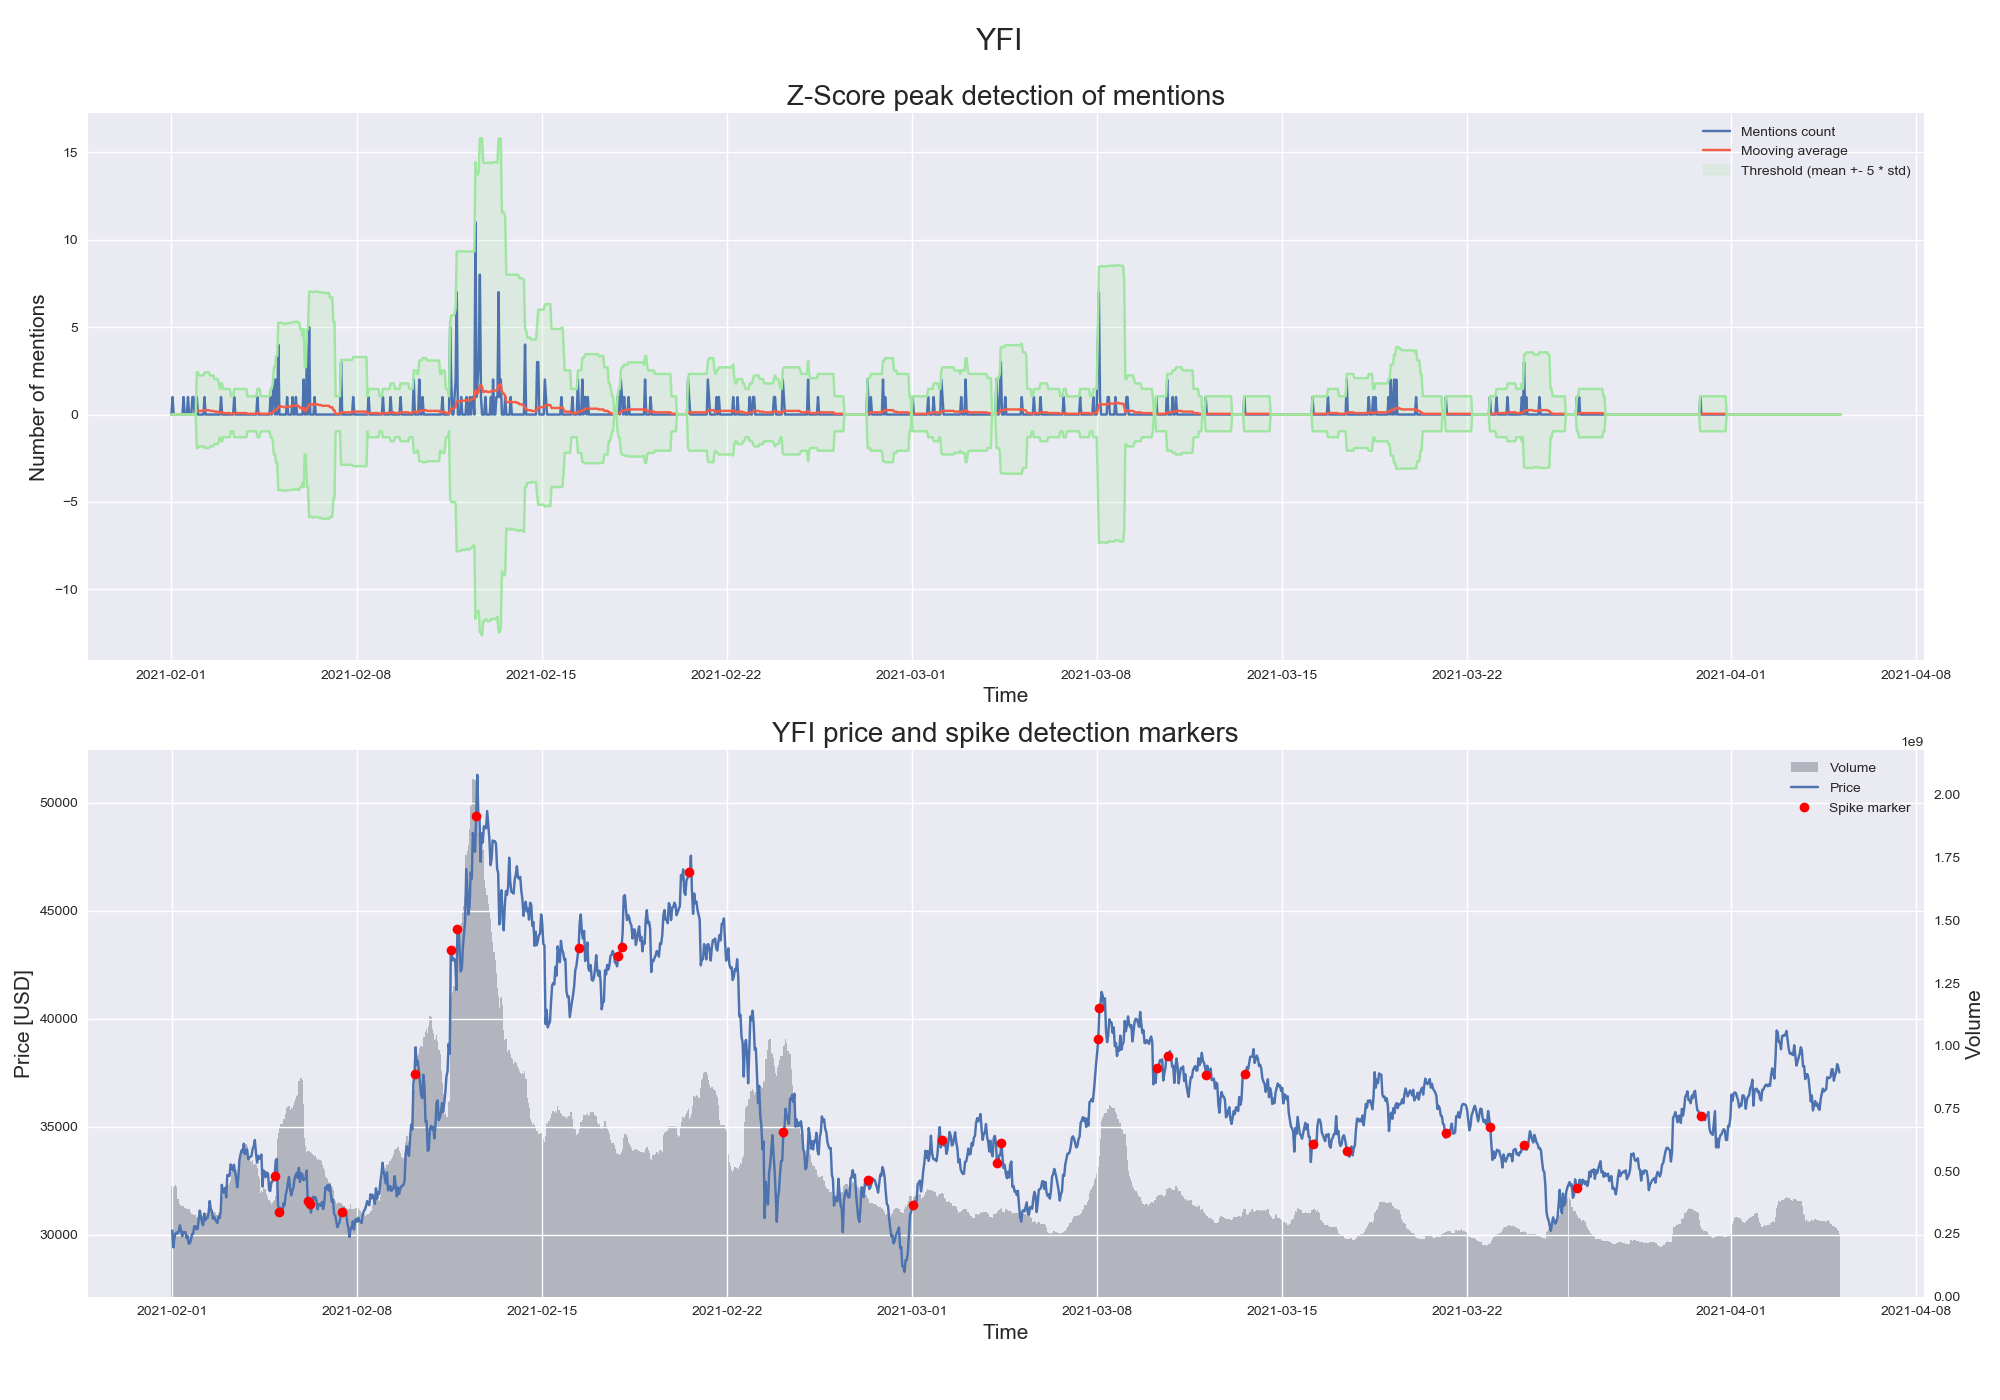 YFI
Z-Score peak detection of mentions
Mentions count
Mooving average
Threshold (mean +- 5 * std)
Number of mentions
15
10
5
0
−5
−10
2021-02-01 2021-02-08 2021-02-15 2021-02-22 2021-03-01 2021-03-08 2021-03-15 2021-03-22 2021-04-01 2021-04-08
Time
YFI price and spike detection markers
1e9
Volume
Price
Spike marker
Price [USD]
50000
45000
40000
35000
30000
2.00
1.75
1.50
1.25
1.00
0.75
0.50
0.25
0.00
Volume
2021-02-01 2021-02-08 2021-02-15 2021-02-22 2021-03-01 2021-03-08 2021-03-15 2021-03-22 2021-04-01 2021-04-08
Time